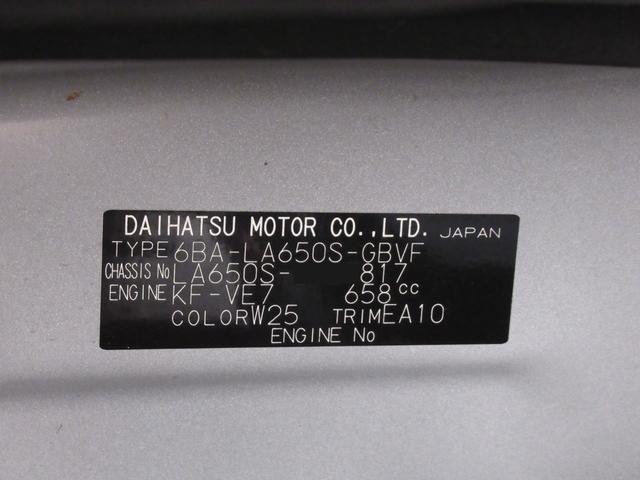 DAIHATSU MOTOR CO.,LTD. JAPAN
TYPE 6BA-LA650S-GBVF
CHASSIS No LA650S- 817
ENGINE KF-VE7 658cc
COLOR W25 TRIM EA10
ENGINE No